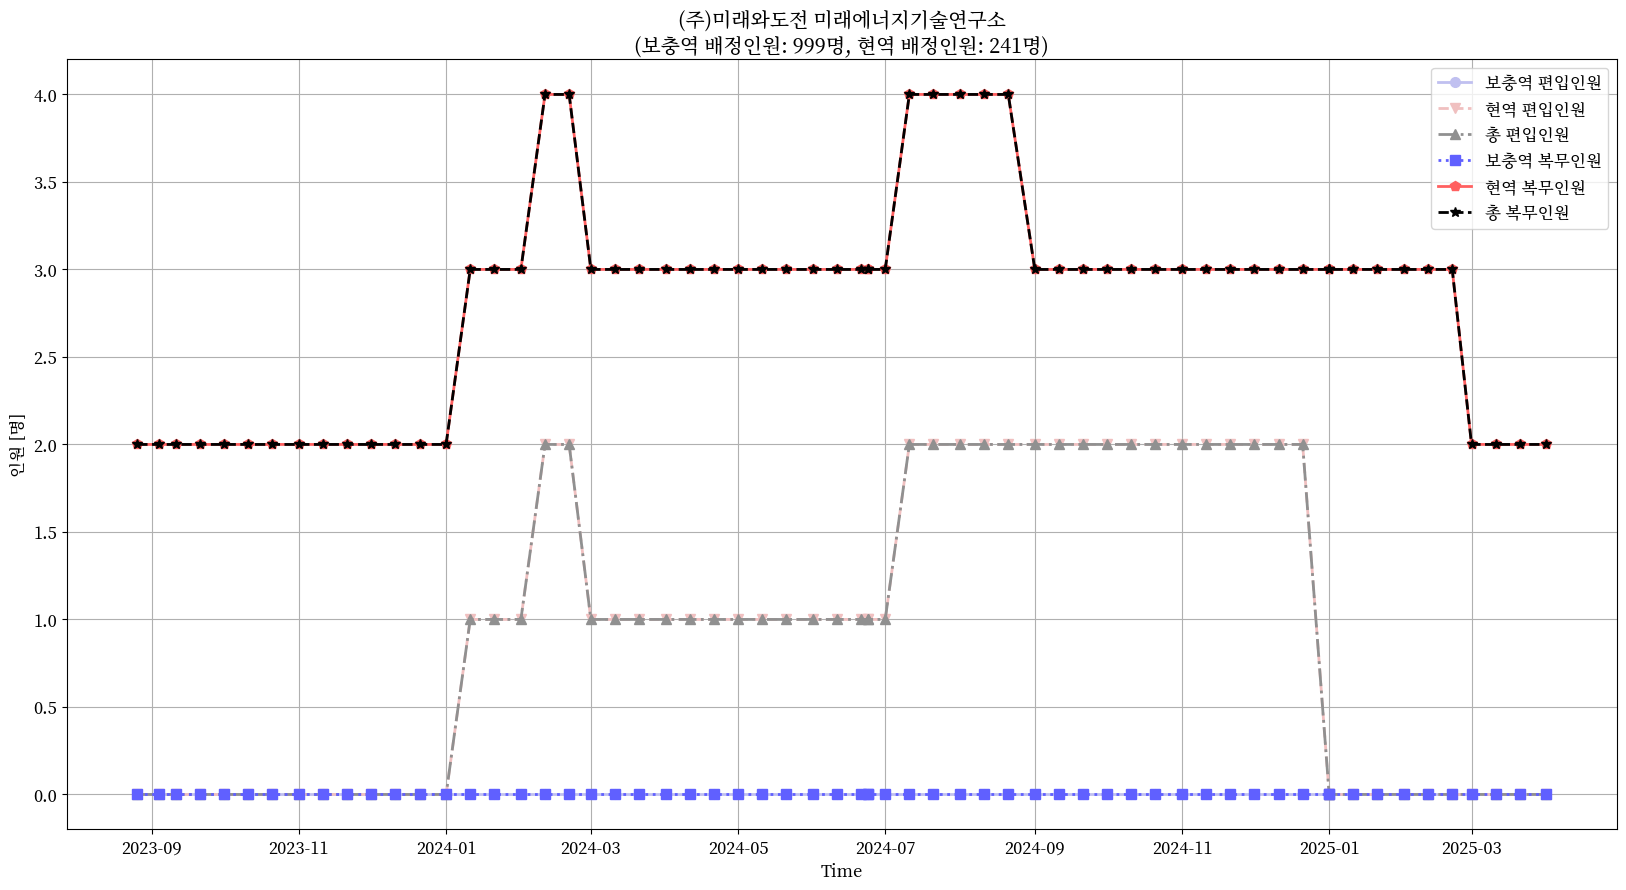 (주)미래와도전 미래에너지기술연구소
(보충역 배정인원: 999명, 현역 배정인원: 241명)
보충역 편입인원
현역 편입인원
총 편입인원
보충역 복무인원
현역 복무인원
총 복무인원
인원 [명]
4.0
3.5
3.0
2.5
2.0
1.5
1.0
0.5
0.0
2023-09 2023-11 2024-01 2024-03 2024-05 2024-07 2024-09 2024-11 2025-01 2025-03
Time